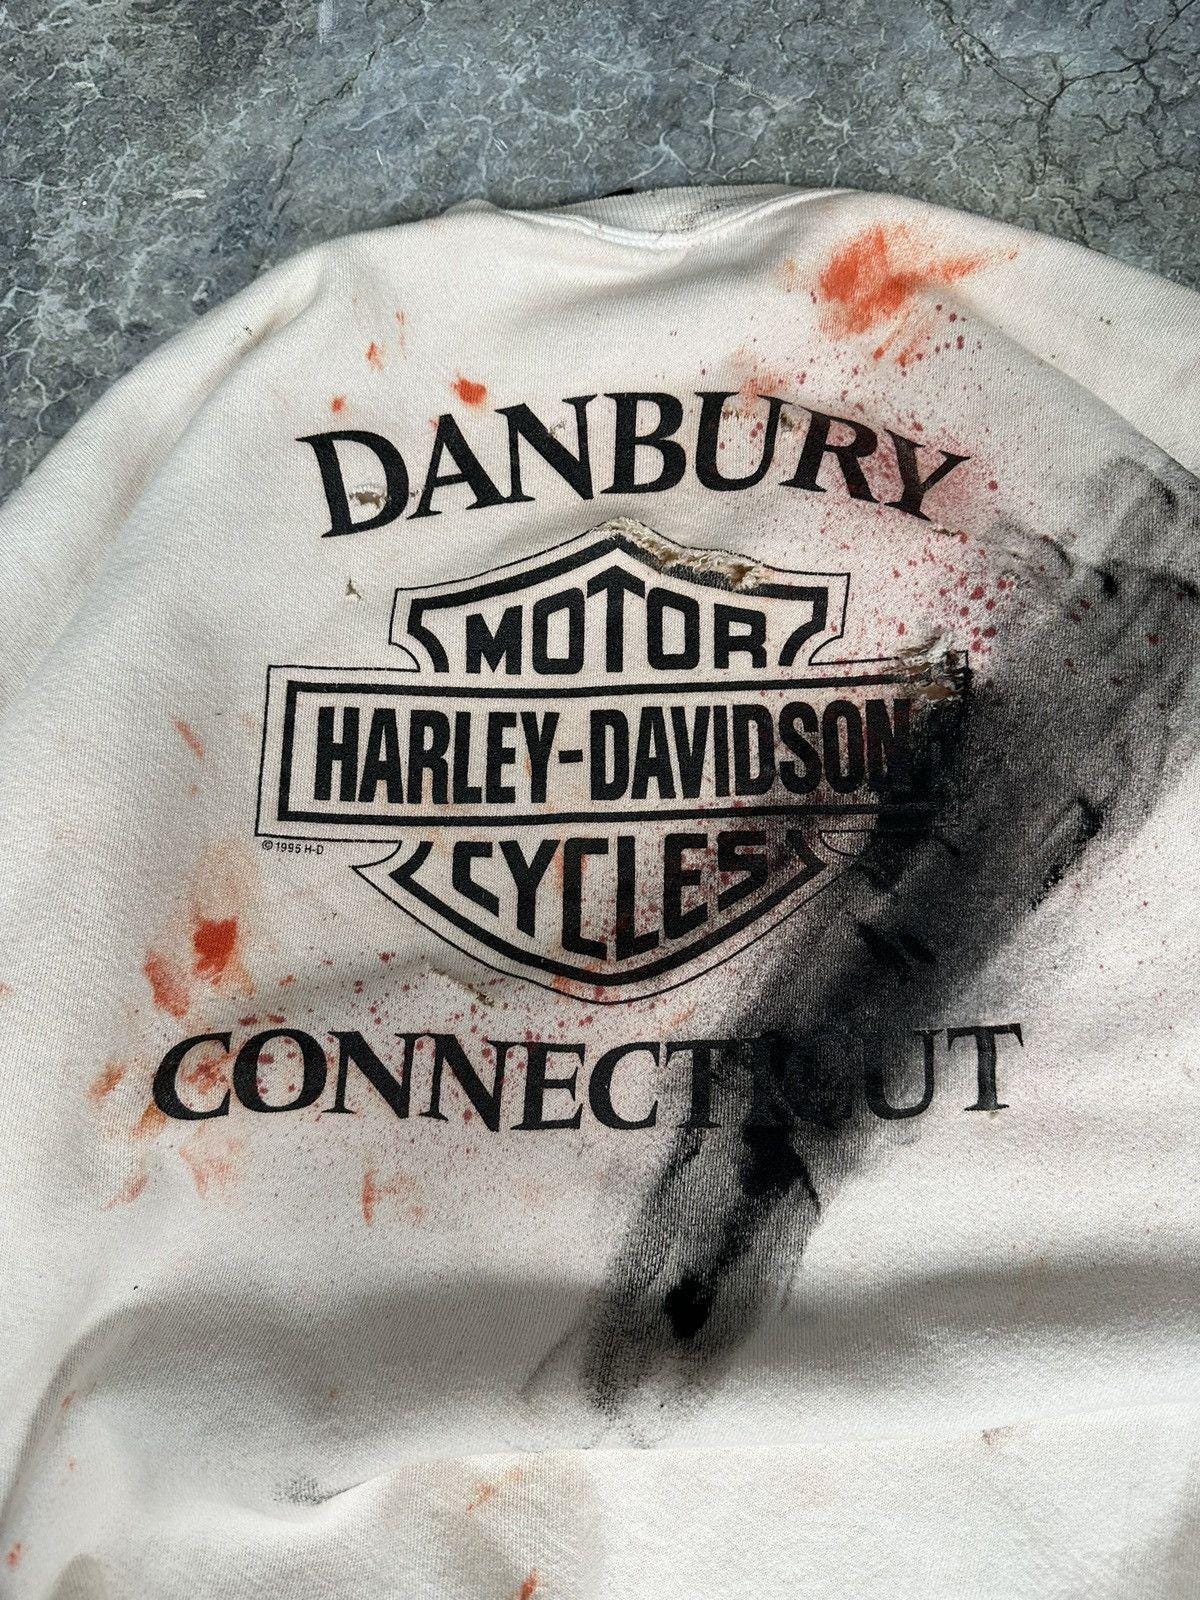 DANBURY
MOTOR
HARLEY-DAVIDSON
© 1995 H-D
CYCLES
CONNECTICUT